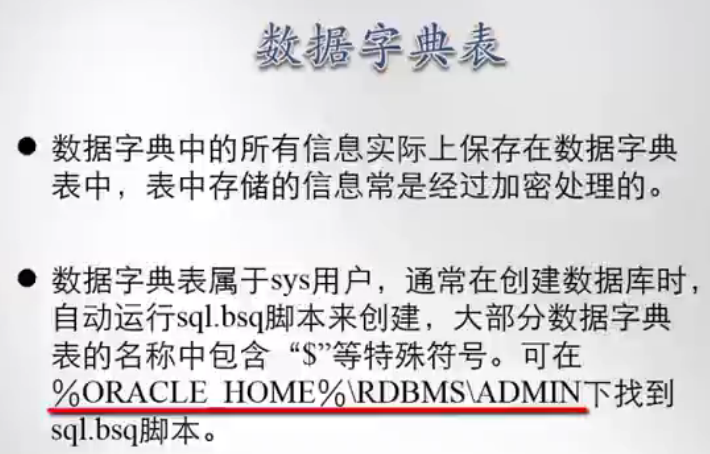 数据字典表
● 数据字典中的所有信息实际上保存在数据字典
表中，表中存储的信息常是经过加密处理的。
● 数据字典表属于sys用户，通常在创建数据库时，
自动运行sql.bsq脚本来创建，大部分数据字典
表的名称中包含“$”等特殊符号。可在
%ORACLE_HOME%\RDBMS\ADMIN下找到
sql.bsq脚本。